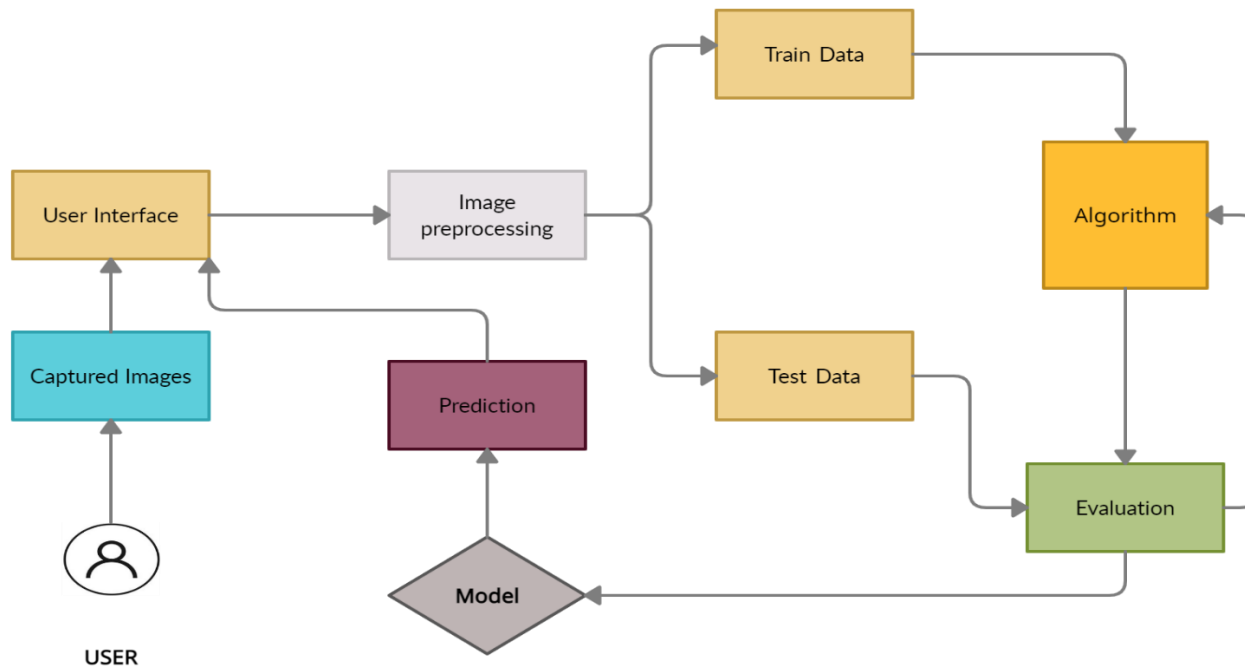 Train Data
User Interface
Image
preprocessing
Algorithm
Captured Images
Prediction
Test Data
Evaluation
Model
USER